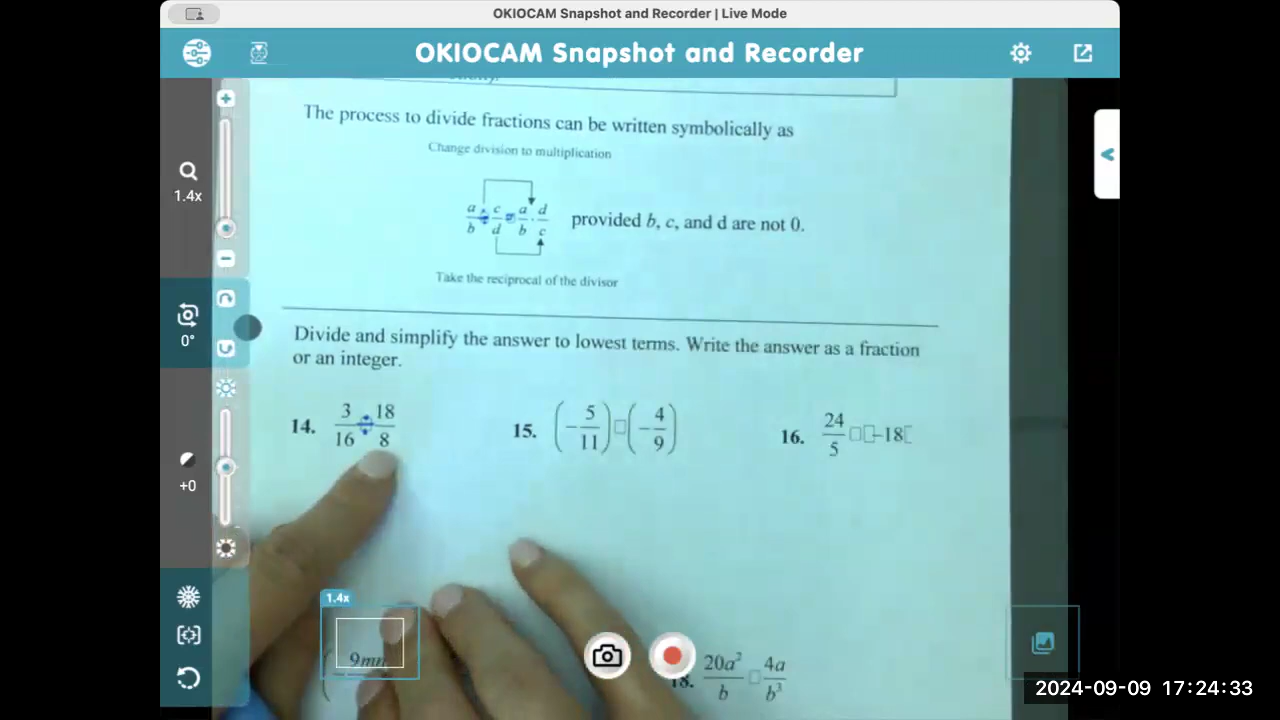 OKIOCAM Snapshot and Recorder | Live Mode
OKIOCAM Snapshot and Recorder
The process to divide fractions can be written symbolically as
Change division to multiplication
a/b ÷ c/d = a/b · d/c provided b, c, and d are not 0.
Take the reciprocal of the divisor
Divide and simplify the answer to lowest terms. Write the answer as a fraction
or an integer.
14. 3/16 ÷ 18/8
15. (-5/11) □ (-4/9)
16. 24/5 □ □-18□
18. 20a²/b □ 4a/b³
1.4x
0°
+0
1.4x
2024-09-09 17:24:33